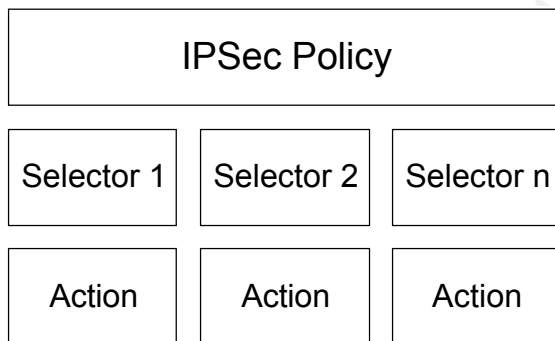 IPSec Policy
Selector 1 Selector 2 Selector n
Action Action Action